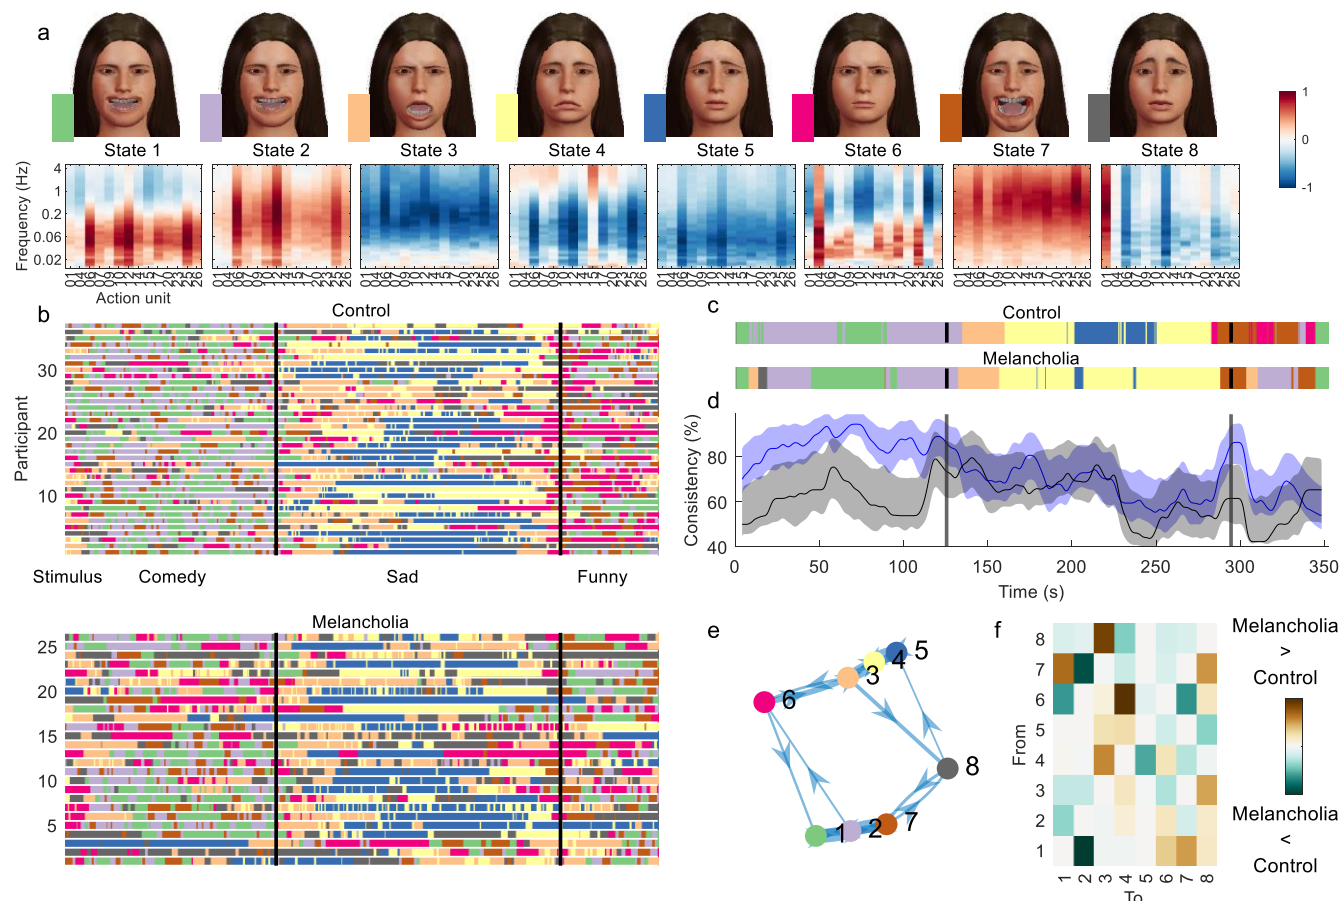 a
State 1 State 2 State 3 State 4 State 5 State 6 State 7 State 8
1
0
-1
Frequency (Hz)
4
1
0.2
0.06
0.02
Action unit
b
Control
Participant
30
20
10
Stimulus Comedy Sad Funny
Melancholia
25
20
15
10
5
c
Control
Melancholia
d
Consistency (%)
80
60
40
0 50 100 150 200 250 300 350
Time (s)
e
1 2 3 4 5 6 7 8
f
From
8
7
6
5
4
3
2
1
1 2 3 4 5 6 7 8
To
Melancholia
>
Control
Melancholia
<
Control